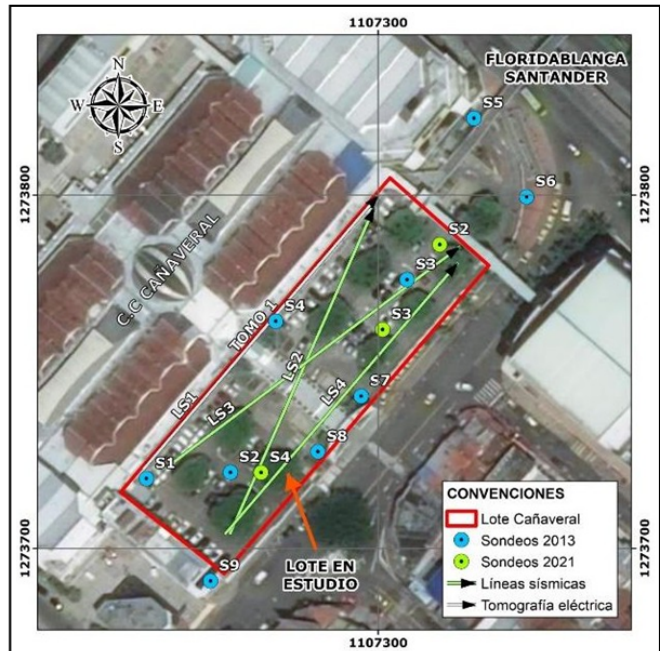 1107300
FLORIDABLANCA
SANTANDER
N
W E
S
S5
1273800
1273800
S6
S2
S3
C.C CAÑAVERAL
S4
TOMO 1
S3
LS2
LS1
LS3
LS4
S7
S8
S1
S2
S4
CONVENCIONES
Lote Cañaveral
Sondeos 2013
Sondeos 2021
Líneas sísmicas
Tomografía eléctrica
1273700
1273700
S9
LOTE EN
ESTUDIO
1107300